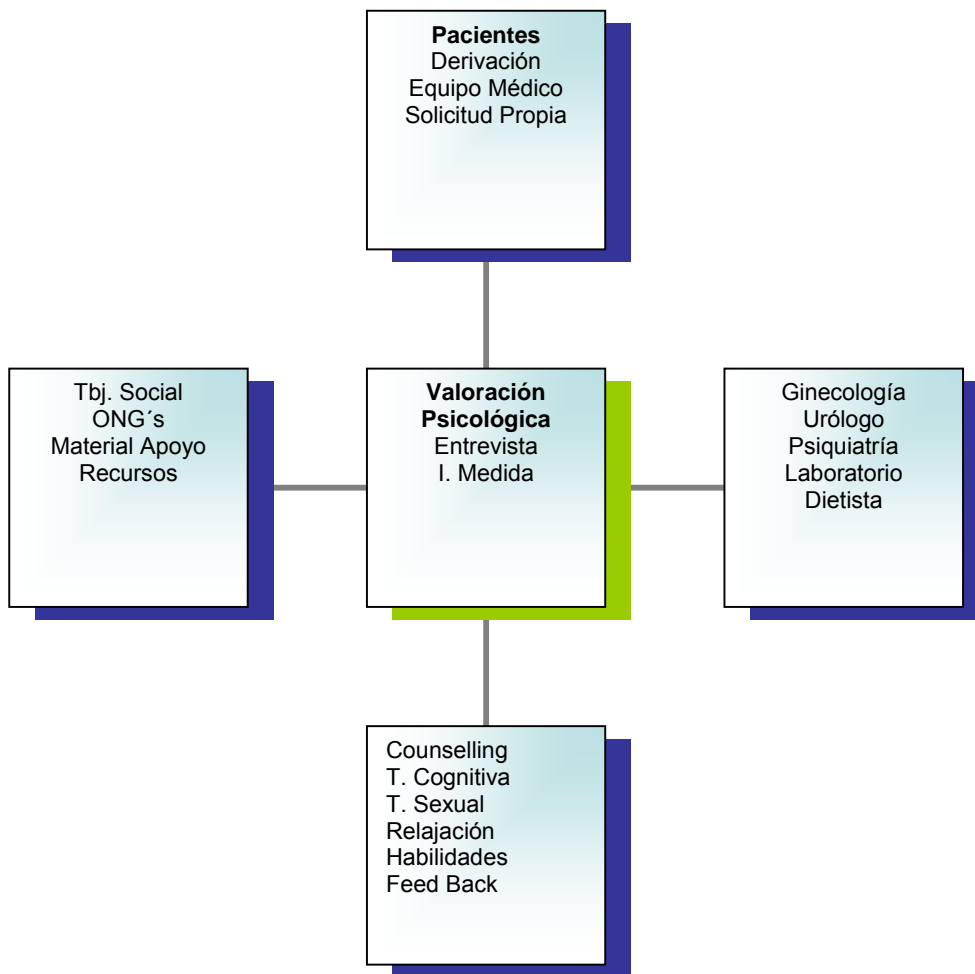 Pacientes
Derivación
Equipo Médico
Solicitud Propia
Tbj. Social
ONG´s
Material Apoyo
Recursos
Valoración
Psicológica
Entrevista
I. Medida
Ginecología
Urólogo
Psiquiatría
Laboratorio
Dietista
Counselling
T. Cognitiva
T. Sexual
Relajación
Habilidades
Feed Back